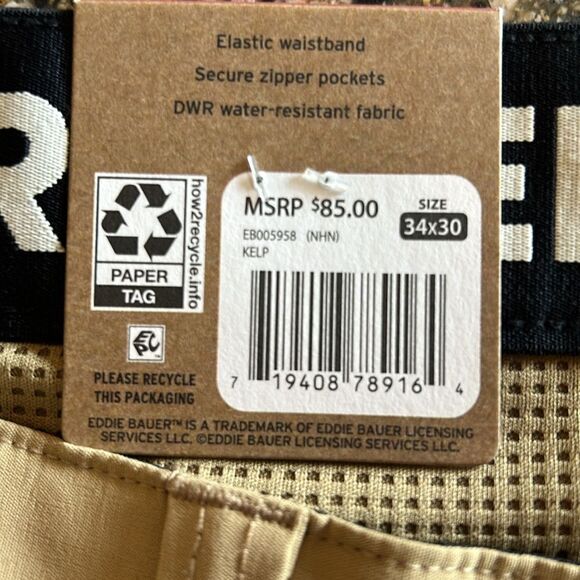 Elastic waistband
Secure zipper pockets
DWR water-resistant fabric
R
E
how2recycle.info
PAPER
TAG
MSRP $85.00
SIZE
34x30
EB005958 (NHN)
KELP
7 19408 78916 4
EPC
PLEASE RECYCLE
THIS PACKAGING
EDDIE BAUER™ IS A TRADEMARK OF EDDIE BAUER LICENSING
SERVICES LLC. ©EDDIE BAUER LICENSING SERVICES LLC.